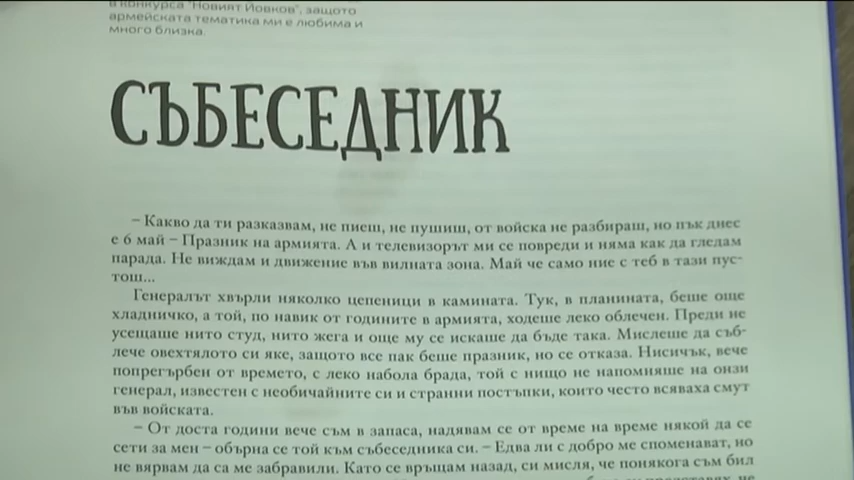 в конкурса "Новият Йовков", защото
армейската тематика ми е любима и
много близка.
СЪБЕСЕДНИК
– Какво да ти разказвам, не пиеш, не пушиш, от войска не разбираш, но пък днес
е 6 май – Празник на армията. А и телевизорът ми се повреди и няма как да гледам
парада. Не виждам и движение във вилната зона. Май че само ние с теб в тази пус-
тош...
Генералът хвърли няколко цепеници в камината. Тук, в планината, беше още
хладничко, а той, по навик от годините в армията, ходеше леко облечен. Преди не
усещаше нито студ, нито жега и още му се искаше да бъде така. Мислеше да съб-
лече овехтялото си яке, защото все пак беше празник, но се отказа. Нисичък, вече
попрегърбен от времето, с леко набола брада, той с нищо не напомняше на онзи
генерал, известен с необичайните си и странни постъпки, които често всяваха смут
във войската.
– От доста години вече съм в запаса, надявам се от време на време някой да се
сети за мен – обърна се той към събеседника си. – Едва ли с добро ме споменават, но
не вярвам да са ме забравили. Като се връщам назад, си мисля, че понякога съм бил